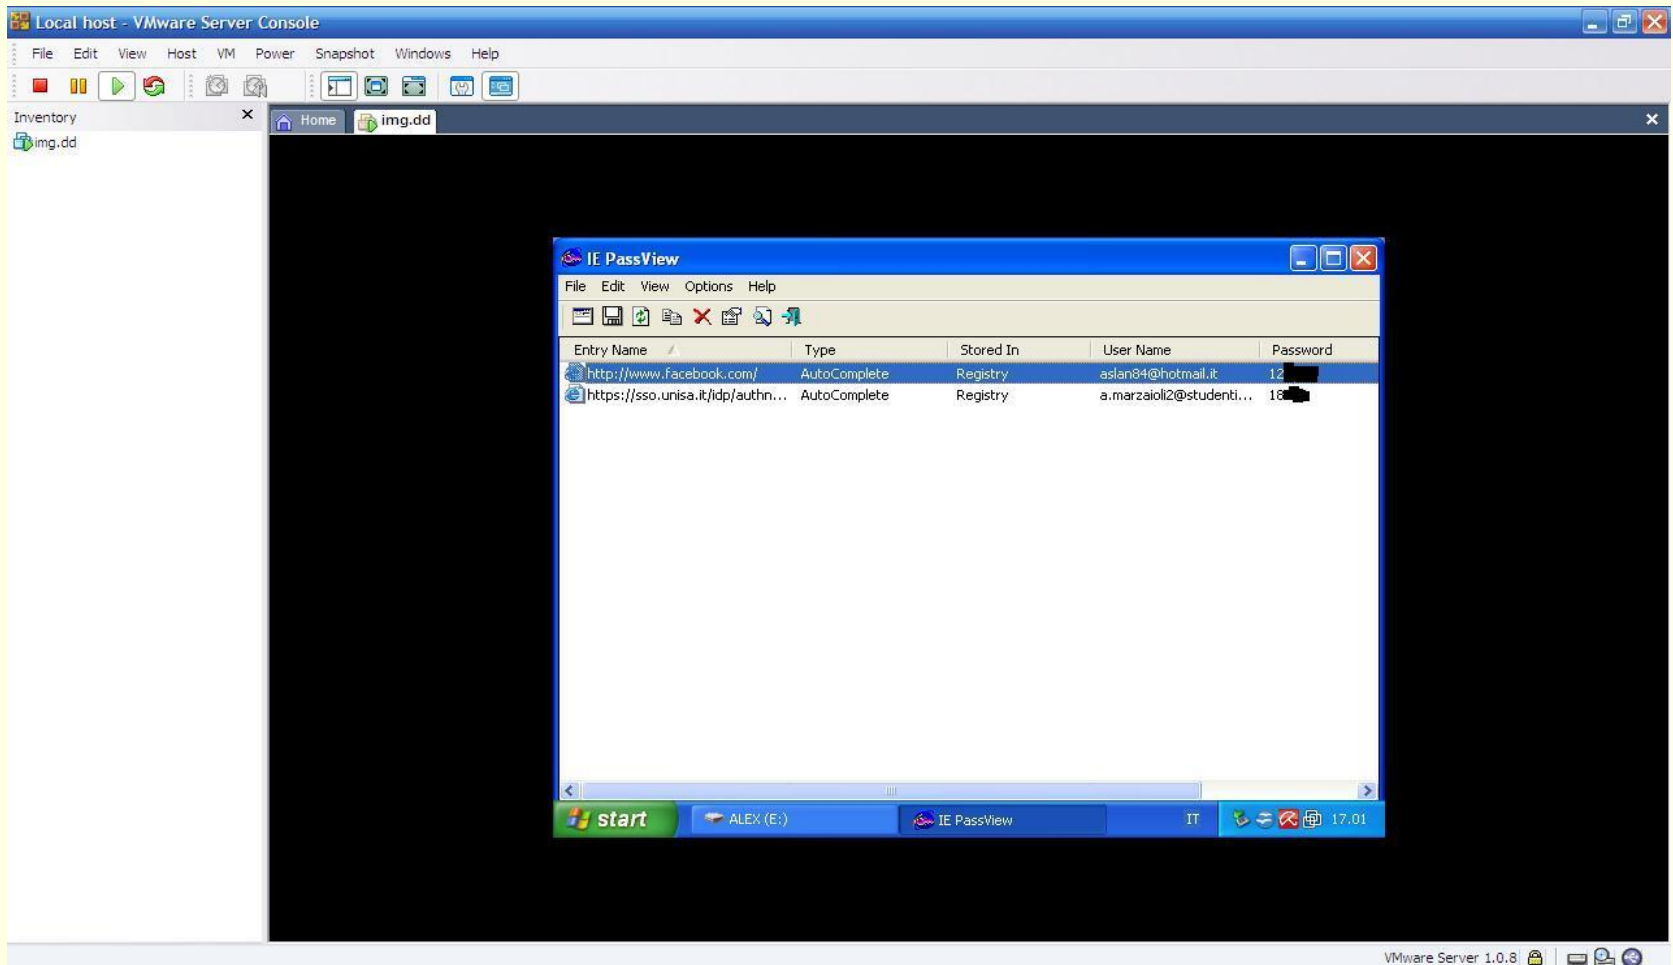 Local host - VMware Server Console
File Edit View Host VM Power Snapshot Windows Help
Inventory
Home img.dd
img.dd
IE PassView
File Edit View Options Help
Entry Name Type Stored In User Name Password
http://www.facebook.com/ AutoComplete Registry aslan84@hotmail.it 12
https://sso.unisa.it/idp/authn... AutoComplete Registry a.marzaioli2@studenti... 18
start ALEX (E:) IE PassView IT 17.01
VMware Server 1.0.8